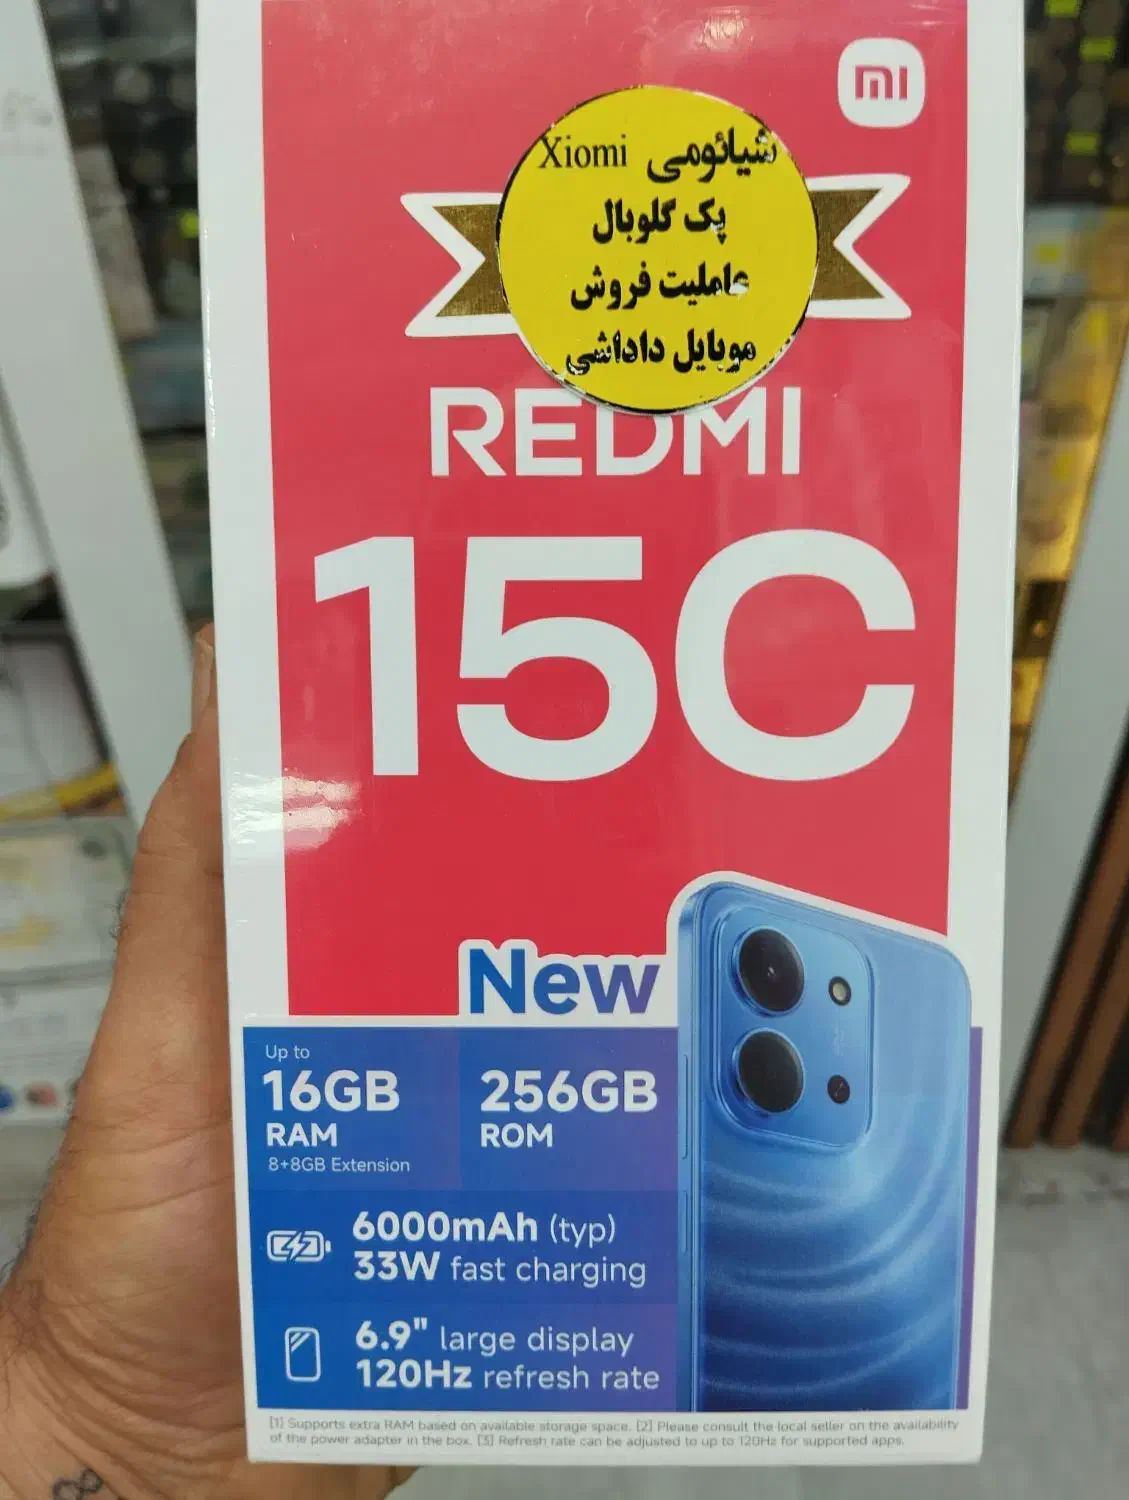 mi
شیائومی Xiomi
پک گلوبال
عاملیت فروش
موبایل داداشی
REDMI
15C
New
Up to
16GB
RAM
8+8GB Extension
256GB
ROM
6000mAh (typ)
33W fast charging
6.9" large display
120Hz refresh rate
[1] Supports extra RAM based on available storage space. [2] Please consult the local seller on the availability
of the power adapter in the box. [3] Refresh rate can be adjusted to up to 120Hz for supported apps.